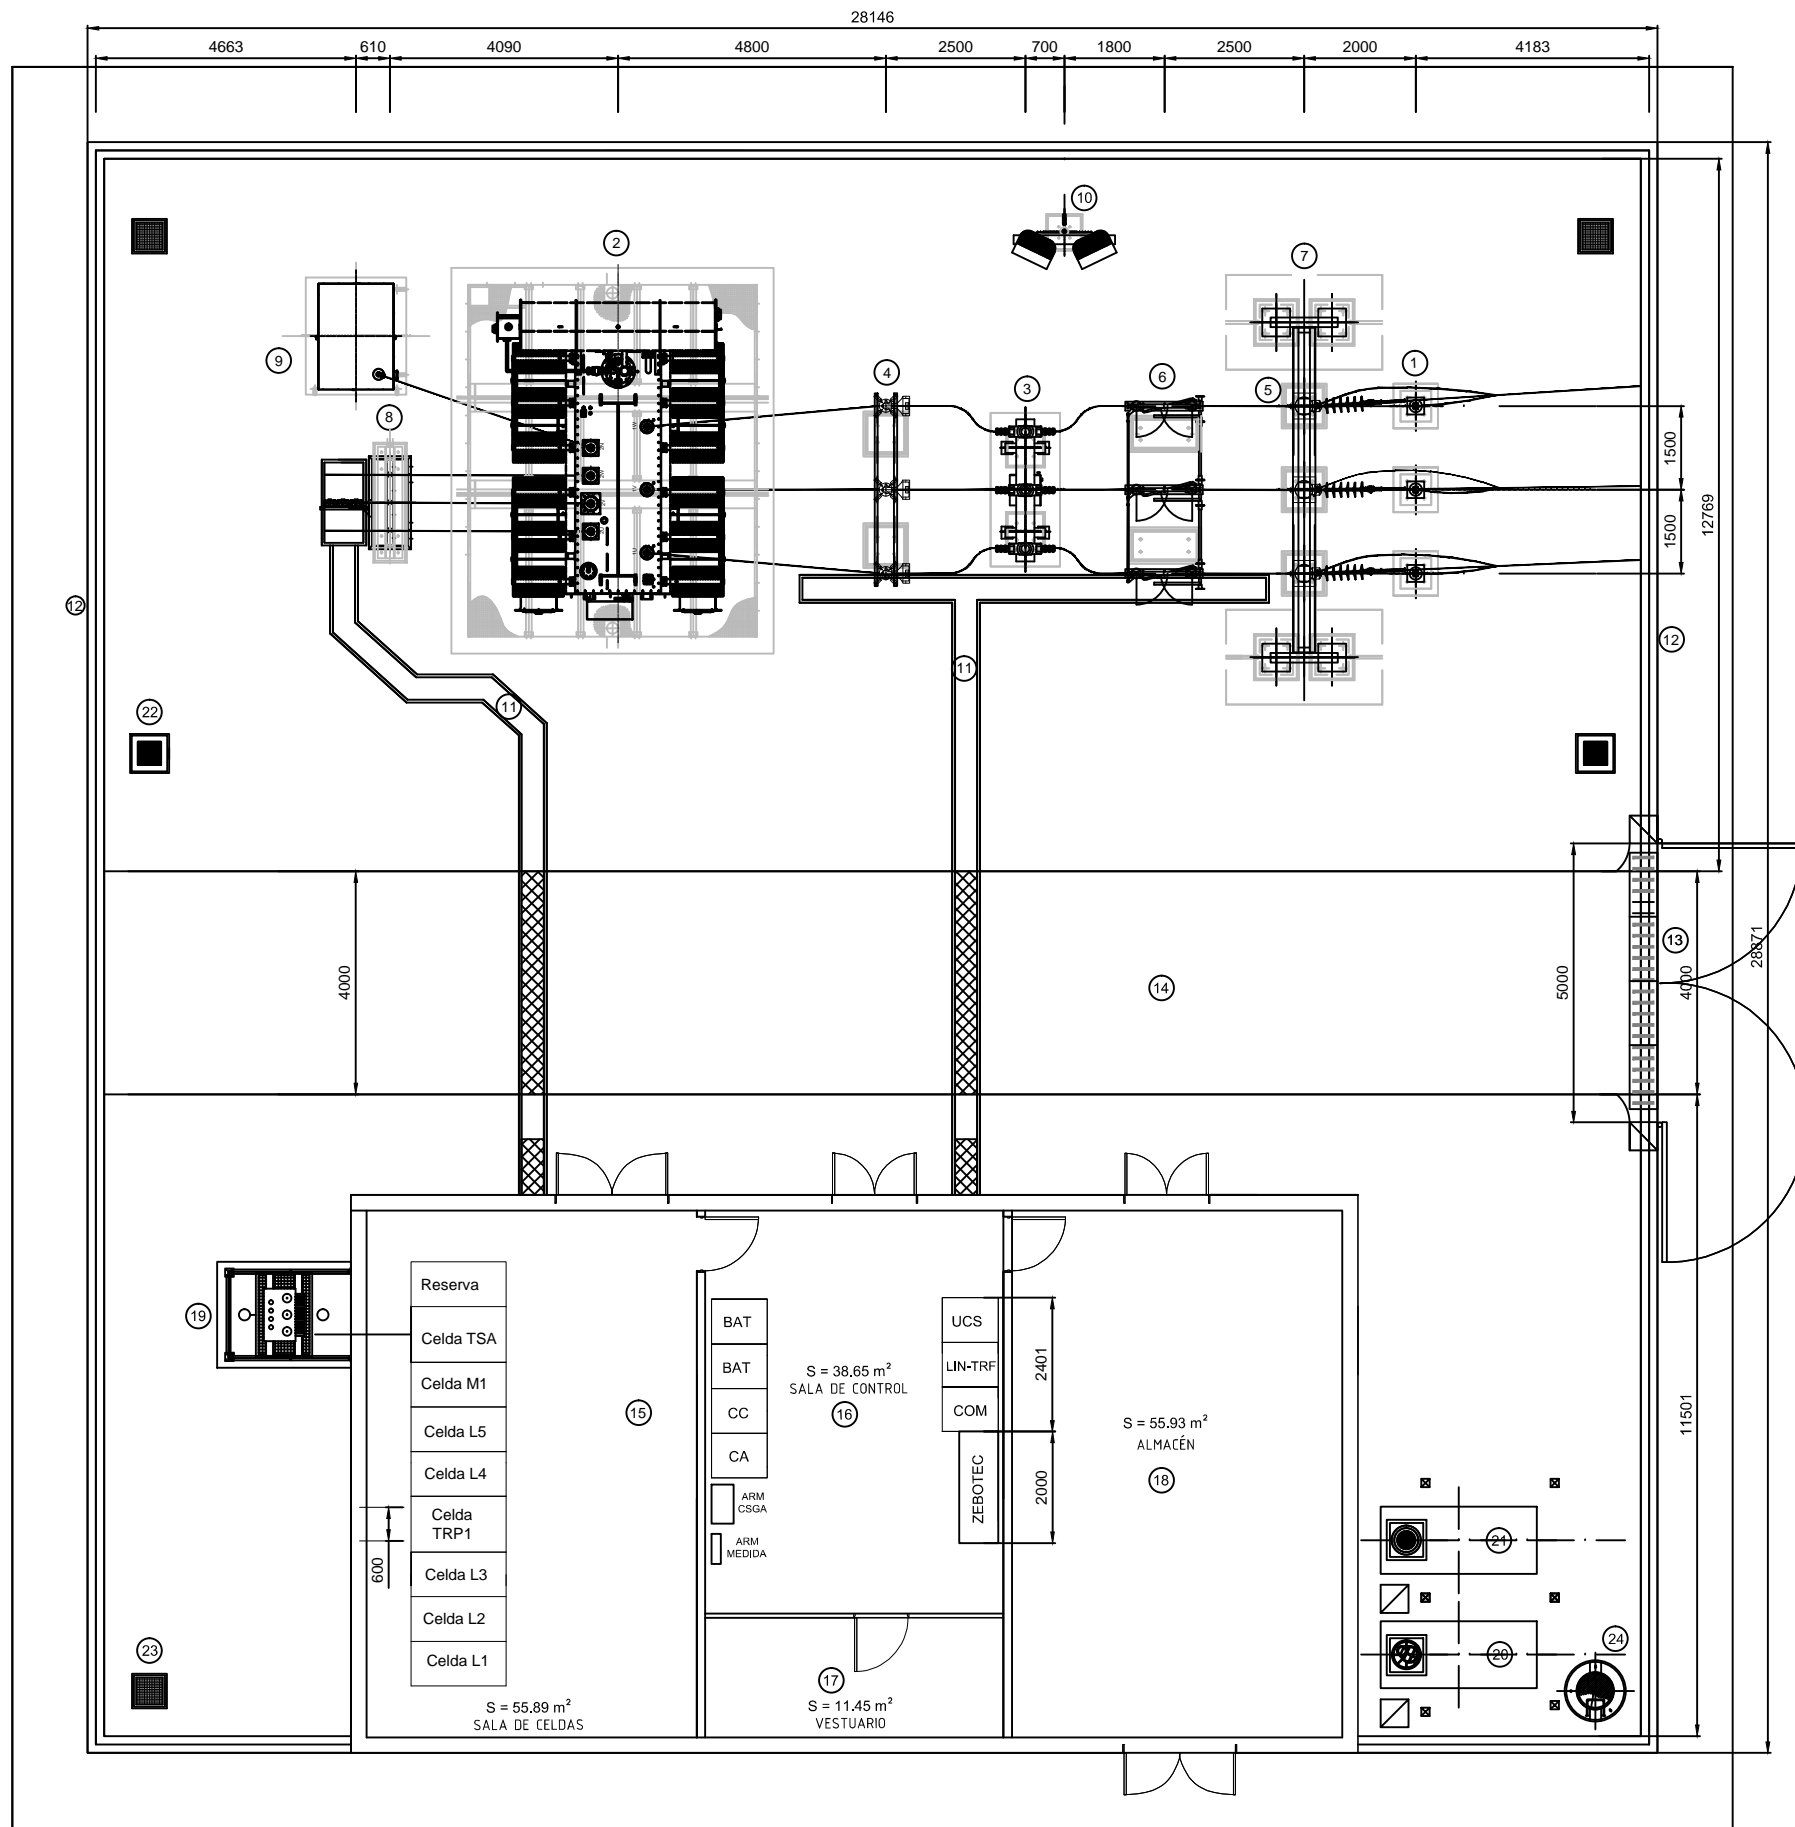 28146
4663 610 4090 4800 2500 700 1800 2500 2000 4183
10
2
7
9
4
3
6
5
1
8
1500
1500
12769
12
12
11
11
22
13
28871
4000
5000
4000
14
Reserva
Celda TSA
Celda M1
Celda L5
Celda L4
Celda
TRP1
Celda L3
Celda L2
Celda L1
600
19
15
S = 55.89 m²
SALA DE CELDAS
BAT
BAT
CC
CA
ARM
CSGA
ARM
MEDIDA
S = 38.65 m²
SALA DE CONTROL
16
UCS
LIN-TRF
COM
ZEBOTEC
2401
2000
17
S = 11.45 m²
VESTUARIO
S = 55.93 m²
ALMACÉN
18
11501
21
20
24
23